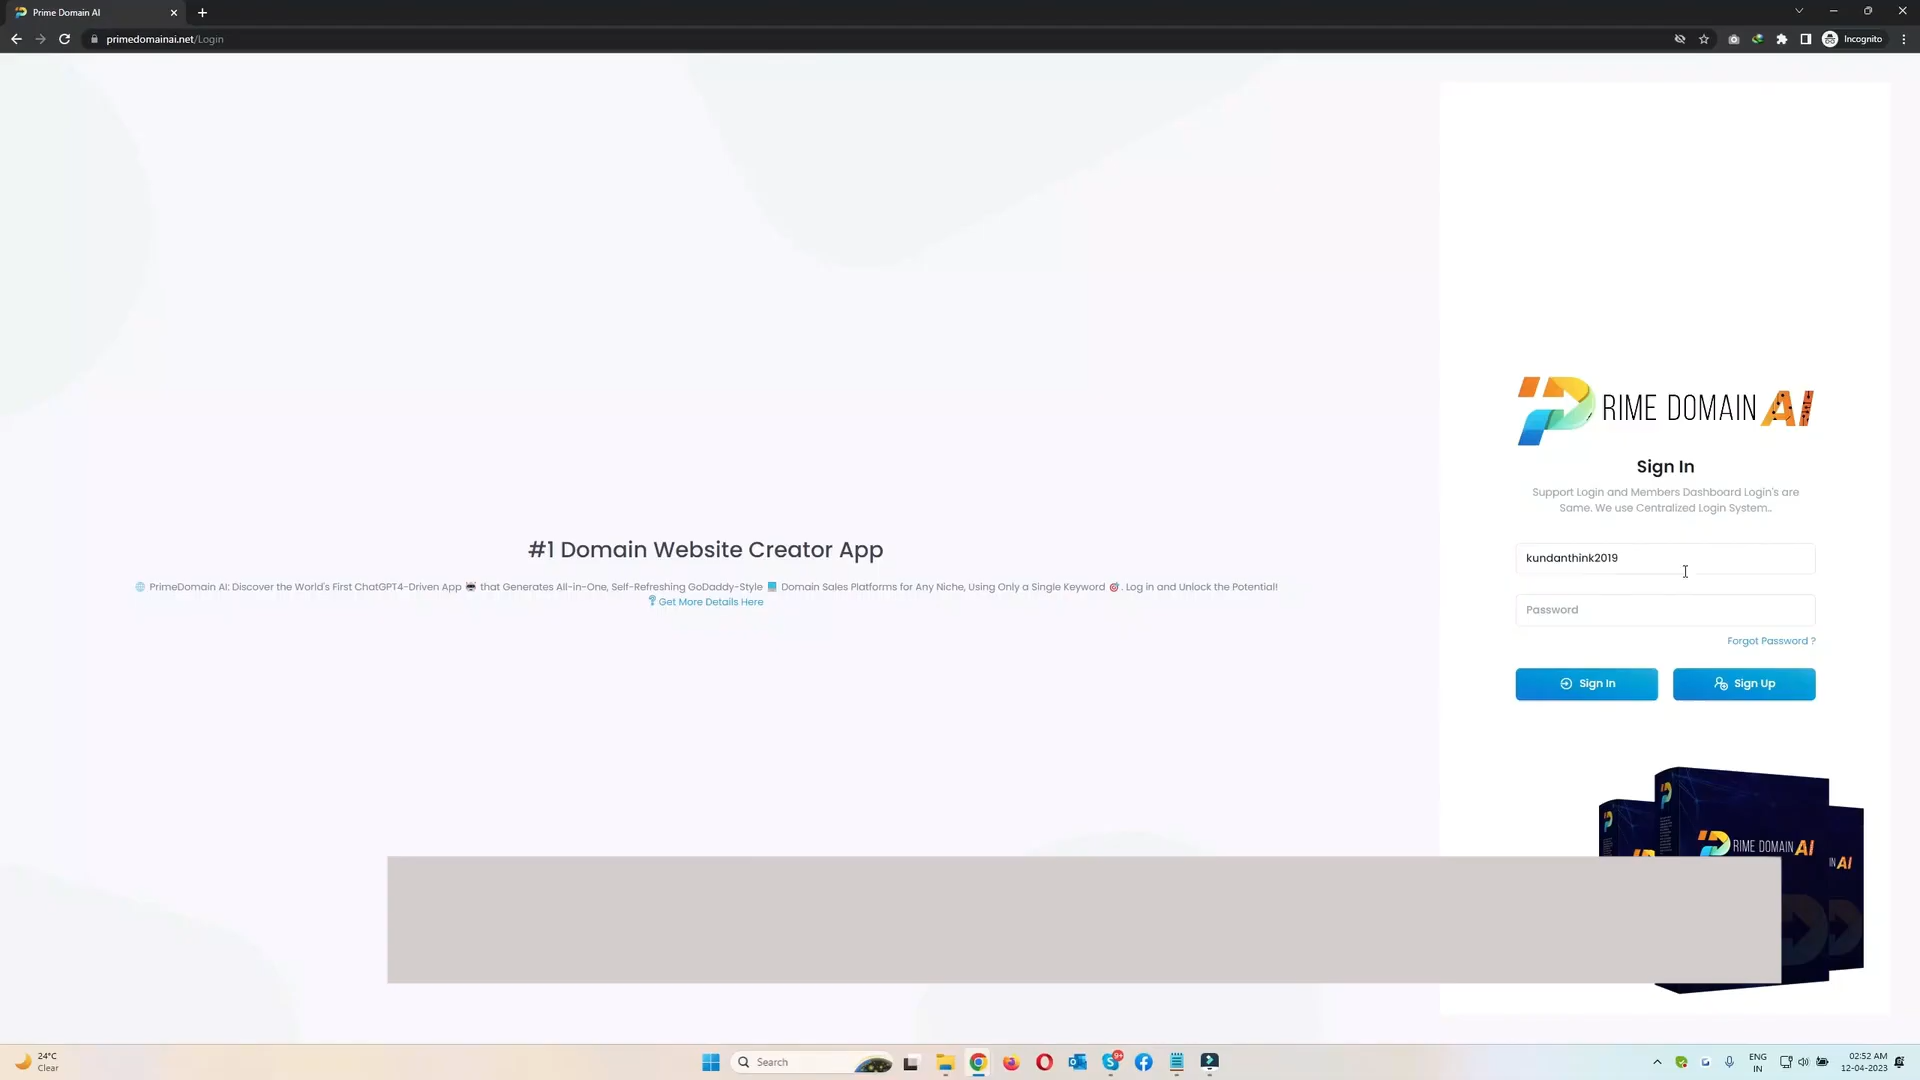 Prime Domain AI
primedomainai.net/Login
Incognito
RIME DOMAIN AI
Sign In
Support Login and Members Dashboard Login's are
Same. We use Centralized Login System..
kundanthink2019
Password
Forgot Password ?
Sign In
Sign Up
#1 Domain Website Creator App
PrimeDomain AI: Discover the World's First ChatGPT4-Driven App that Generates All-in-One, Self-Refreshing GoDaddy-Style Domain Sales Platforms for Any Niche, Using Only a Single Keyword . Log in and Unlock the Potential!
Get More Details Here
RIME DOMAIN AI
IN AI
24°C
Clear
Search
9+
ENG
IN
02:52 AM
12-04-2023